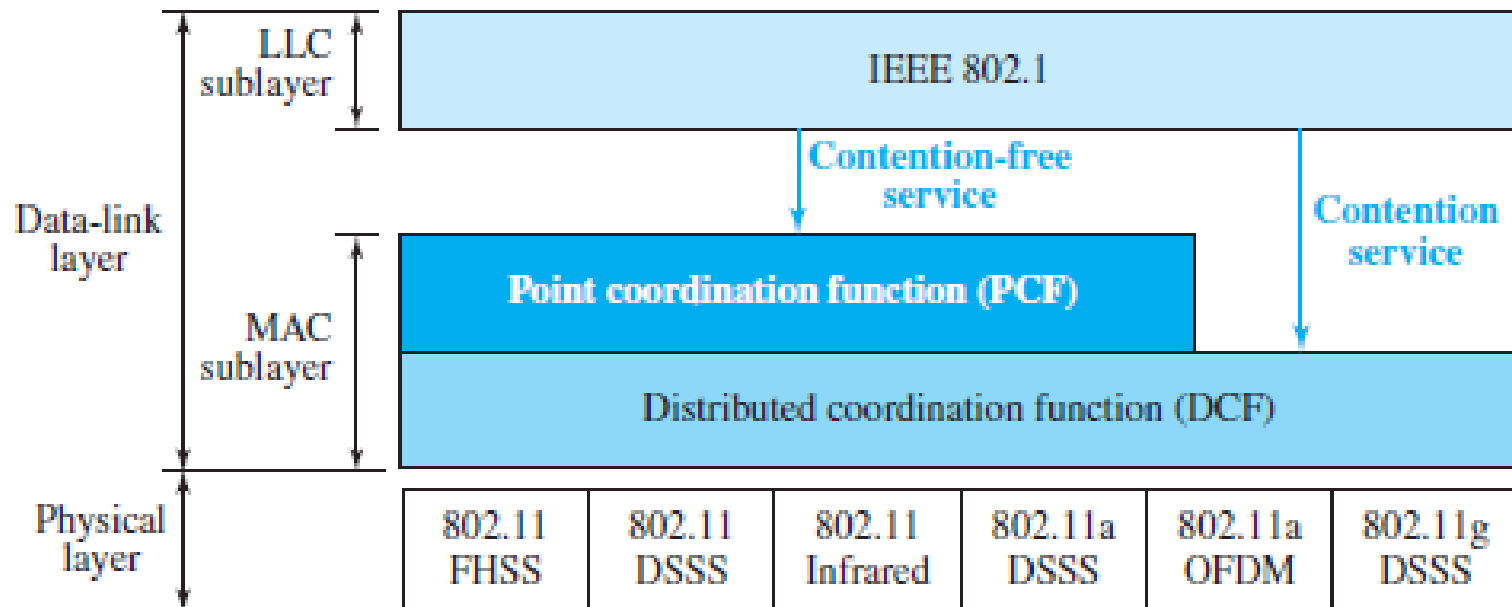 LLC
sublayer
IEEE 802.1
Contention-free
service
Contention
service
Data-link
layer
Point coordination function (PCF)
MAC
sublayer
Distributed coordination function (DCF)
Physical
layer
802.11
FHSS
802.11
DSSS
802.11
Infrared
802.11a
DSSS
802.11a
OFDM
802.11g
DSSS